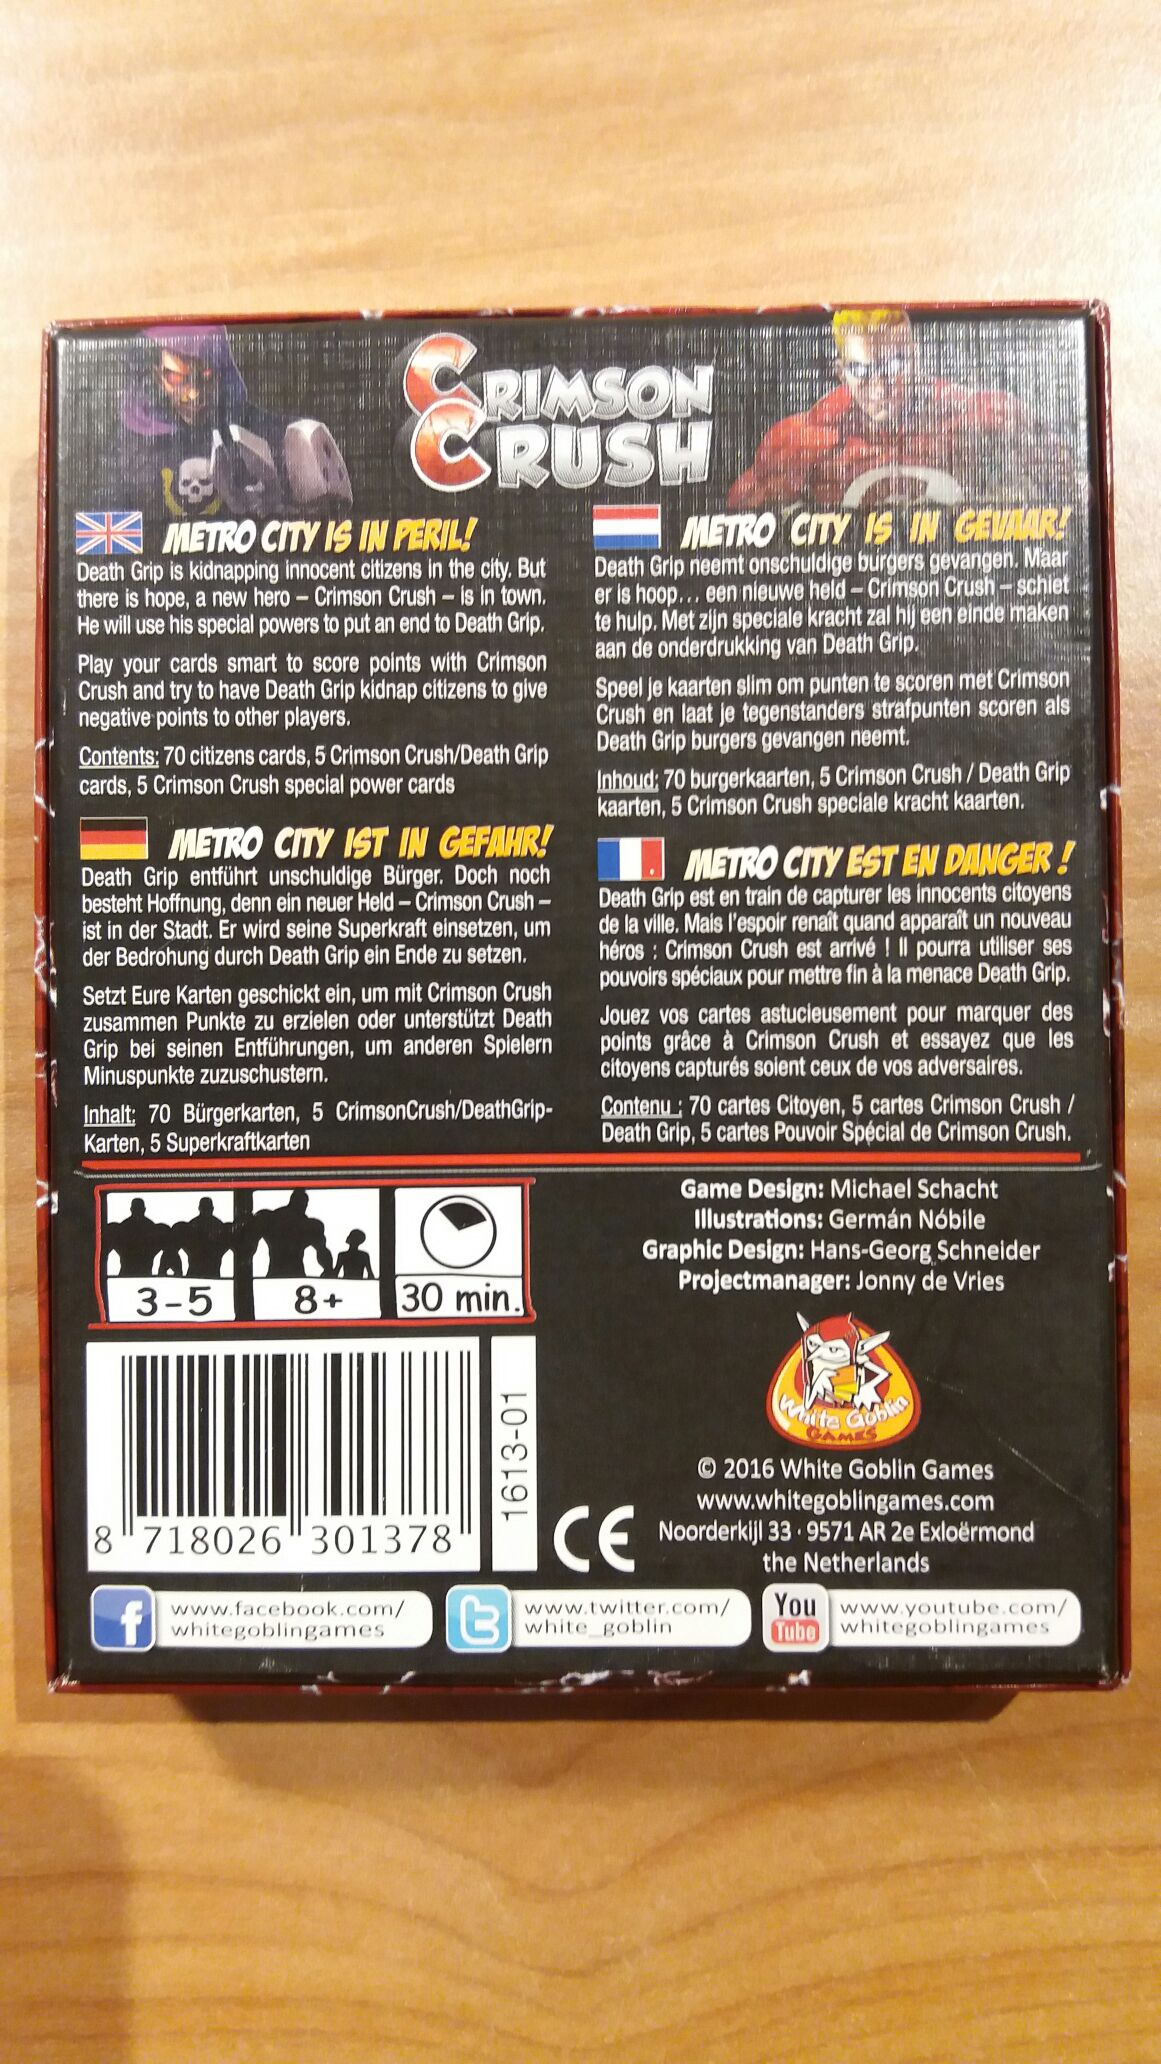 CRIMSON
CRUSH
METRO CITY IS IN PERIL!
Death Grip is kidnapping innocent citizens in the city. But
there is hope, a new hero – Crimson Crush – is in town.
He will use his special powers to put an end to Death Grip.
Play your cards smart to score points with Crimson
Crush and try to have Death Grip kidnap citizens to give
negative points to other players.
Contents: 70 citizens cards, 5 Crimson Crush/Death Grip
cards, 5 Crimson Crush special power cards
METRO CITY IS IN GEVAAR!
Death Grip neemt onschuldige burgers gevangen. Maar
er is hoop... een nieuwe held – Crimson Crush – schiet
te hulp. Met zijn speciale kracht zal hij een einde maken
aan de onderdrukking van Death Grip.
Speel je kaarten slim om punten te scoren met Crimson
Crush en laat je tegenstanders strafpunten scoren als
Death Grip burgers gevangen neemt.
Inhoud: 70 burgerkaarten, 5 Crimson Crush / Death Grip
kaarten, 5 Crimson Crush speciale kracht kaarten.
METRO CITY IST IN GEFAHR!
Death Grip entführt unschuldige Bürger. Doch noch
besteht Hoffnung, denn ein neuer Held – Crimson Crush –
ist in der Stadt. Er wird seine Superkraft einsetzen, um
der Bedrohung durch Death Grip ein Ende zu setzen.
Setzt Eure Karten geschickt ein, um mit Crimson Crush
zusammen Punkte zu erzielen oder unterstützt Death
Grip bei seinen Entführungen, um anderen Spielern
Minuspunkte zuzuschustern.
Inhalt: 70 Bürgerkarten, 5 CrimsonCrush/DeathGrip-
Karten, 5 Superkraftkarten
METRO CITY EST EN DANGER !
Death Grip est en train de capturer les innocents citoyens
de la ville. Mais l'espoir renaît quand apparaît un nouveau
héros : Crimson Crush est arrivé ! Il pourra utiliser ses
pouvoirs spéciaux pour mettre fin à la menace Death Grip.
Jouez vos cartes astucieusement pour marquer des
points grâce à Crimson Crush et essayez que les
citoyens capturés soient ceux de vos adversaires.
Contenu : 70 cartes Citoyen, 5 cartes Crimson Crush /
Death Grip, 5 cartes Pouvoir Spécial de Crimson Crush.
3-5
8+
30 min.
Game Design: Michael Schacht
Illustrations: Germán Nóbile
Graphic Design: Hans-Georg Schneider
Projectmanager: Jonny de Vries
White Goblin
GAMES
8 718026 301378
1613-01
CE
© 2016 White Goblin Games
www.whitegoblingames.com
Noorderkijl 33 · 9571 AR 2e Exloërmond
the Netherlands
f
www.facebook.com/
whitegoblingames
t
www.twitter.com/
white_goblin
You
Tube
www.youtube.com/
whitegoblingames